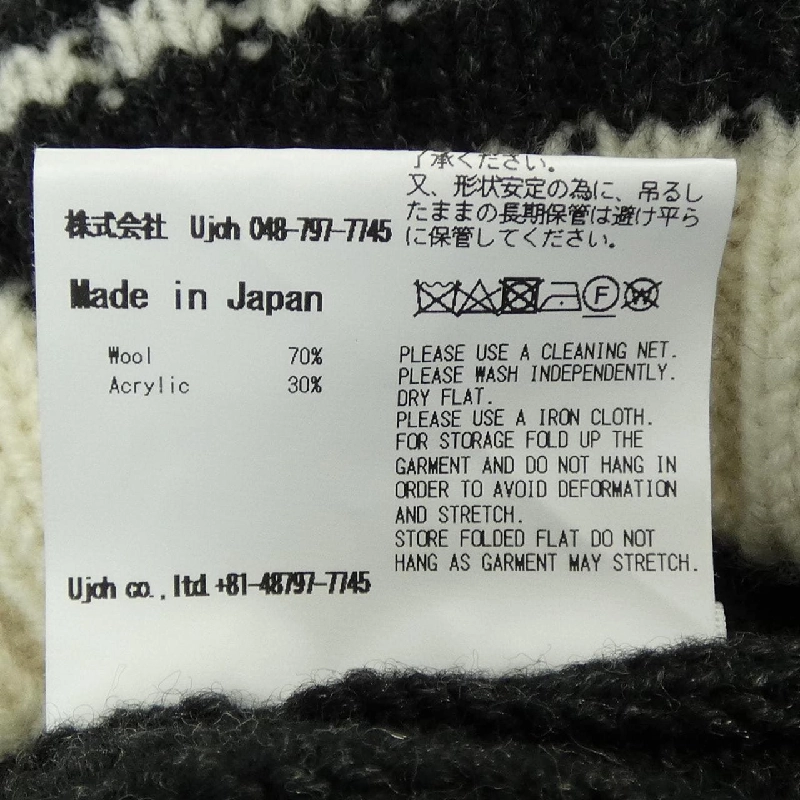 株式会社 Ujoh 048-797-7745
Made in Japan
Wool 70%
Acrylic 30%
Ujoh co.,ltd.+81-48797-7745
了承ください。
又、形状安定の為に、吊るし
たままの長期保管は避け平ら
に保管してください。
F W
PLEASE USE A CLEANING NET.
PLEASE WASH INDEPENDENTLY.
DRY FLAT.
PLEASE USE A IRON CLOTH.
FOR STORAGE FOLD UP THE
GARMENT AND DO NOT HANG IN
ORDER TO AVOID DEFORMATION
AND STRETCH.
STORE FOLDED FLAT DO NOT
HANG AS GARMENT MAY STRETCH.